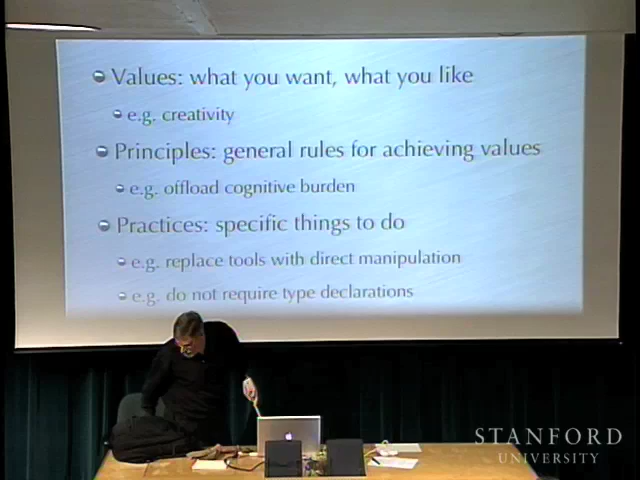 Values: what you want, what you like
e.g. creativity
Principles: general rules for achieving values
e.g. offload cognitive burden
Practices: specific things to do
e.g. replace tools with direct manipulation
e.g. do not require type declarations
STANFORD
UNIVERSITY